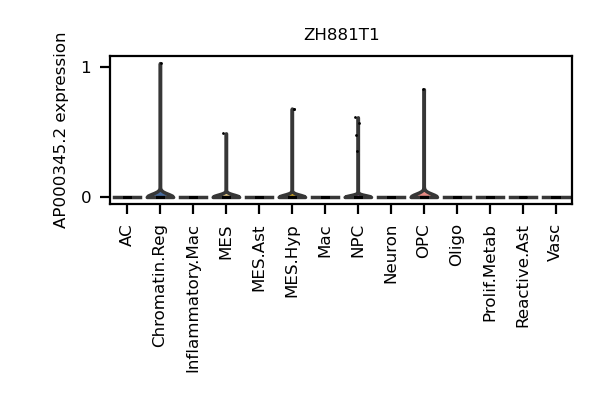 ZH881T1
AP000345.2 expression
1
0
AC
Chromatin.Reg
Inflammatory.Mac
MES
MES.Ast
MES.Hyp
Mac
NPC
Neuron
OPC
Oligo
Prolif.Metab
Reactive.Ast
Vasc